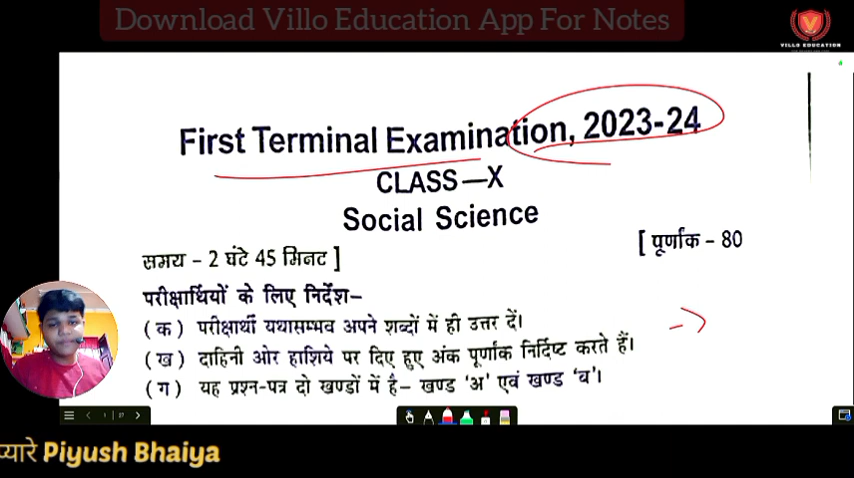 Download Villo Education App For Notes
VILLO EDUCATION
First Terminal Examination, 2023-24
CLASS—X
Social Science
समय - 2 घंटे 45 मिनट ]
[ पूर्णांक - 80
परीक्षार्थियों के लिए निर्देश–
( क ) परीक्षार्थी यथासम्भव अपने शब्दों में ही उत्तर दें।
( ख ) दाहिनी ओर हाशिये पर दिए हुए अंक पूर्णांक निर्दिष्ट करते हैं।
( ग ) यह प्रश्न-पत्र दो खण्डों में है– खण्ड 'अ' एवं खण्ड 'ब'।
प्यारे Piyush Bhaiya